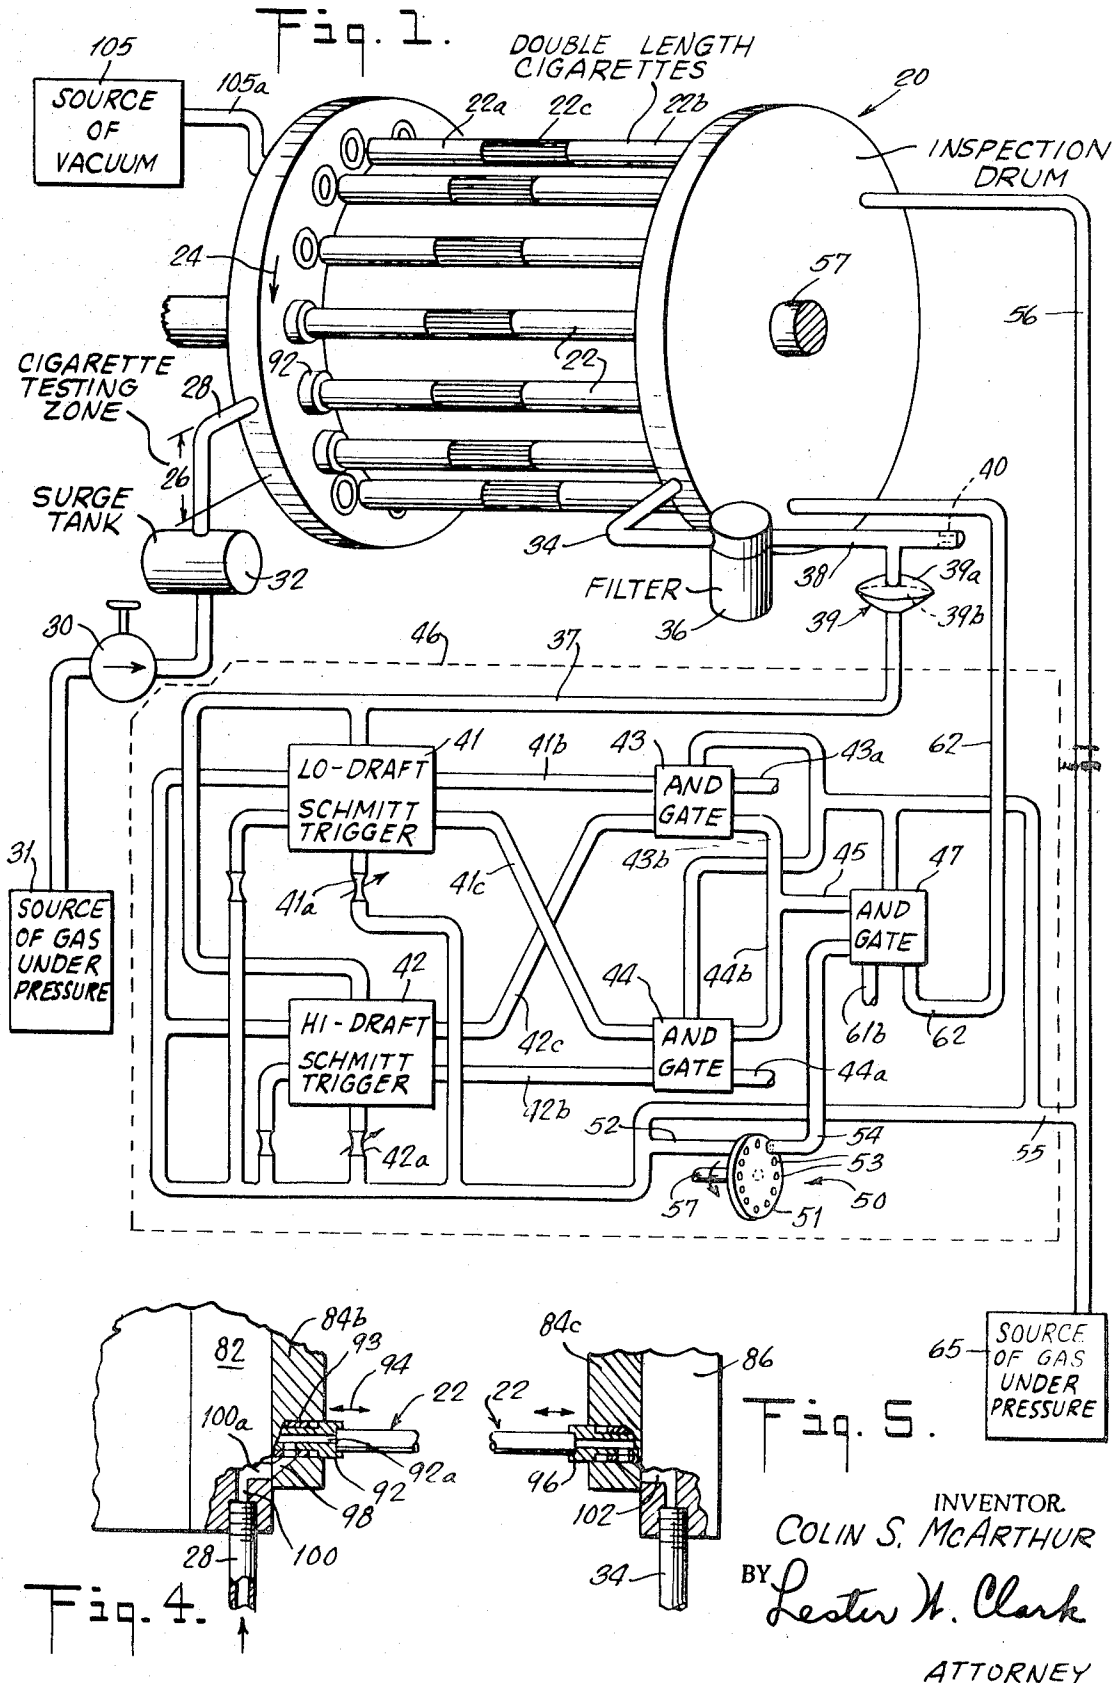 Fig. 1.
105
SOURCE
OF
VACUUM
105a
DOUBLE LENGTH
CIGARETTES
22a
22c
22b
20
INSPECTION
DRUM
24
57
56
92
22
CIGARETTE
TESTING
ZONE
28
26
SURGE
TANK
32
34
FILTER
36
38
40
39a
39
39b
30
46
37
41
LO-DRAFT
SCHMITT
TRIGGER
41b
43
AND
GATE
43a
62
43b
45
47
AND
GATE
41a
41c
31
SOURCE
OF GAS
UNDER
PRESSURE
42
HI-DRAFT
SCHMITT
TRIGGER
42c
44
AND
GATE
44b
61b
62
44a
42b
42a
52
54
53
50
51
57
55
65
SOURCE
OF GAS
UNDER
PRESSURE
84b
93
94
82
22
100a
92a
92
98
100
28
Fig. 4.
84c
86
22
96
102
34
Fig. 5.
INVENTOR
COLIN S. McARTHUR
BY
Lester W. Clark
ATTORNEY